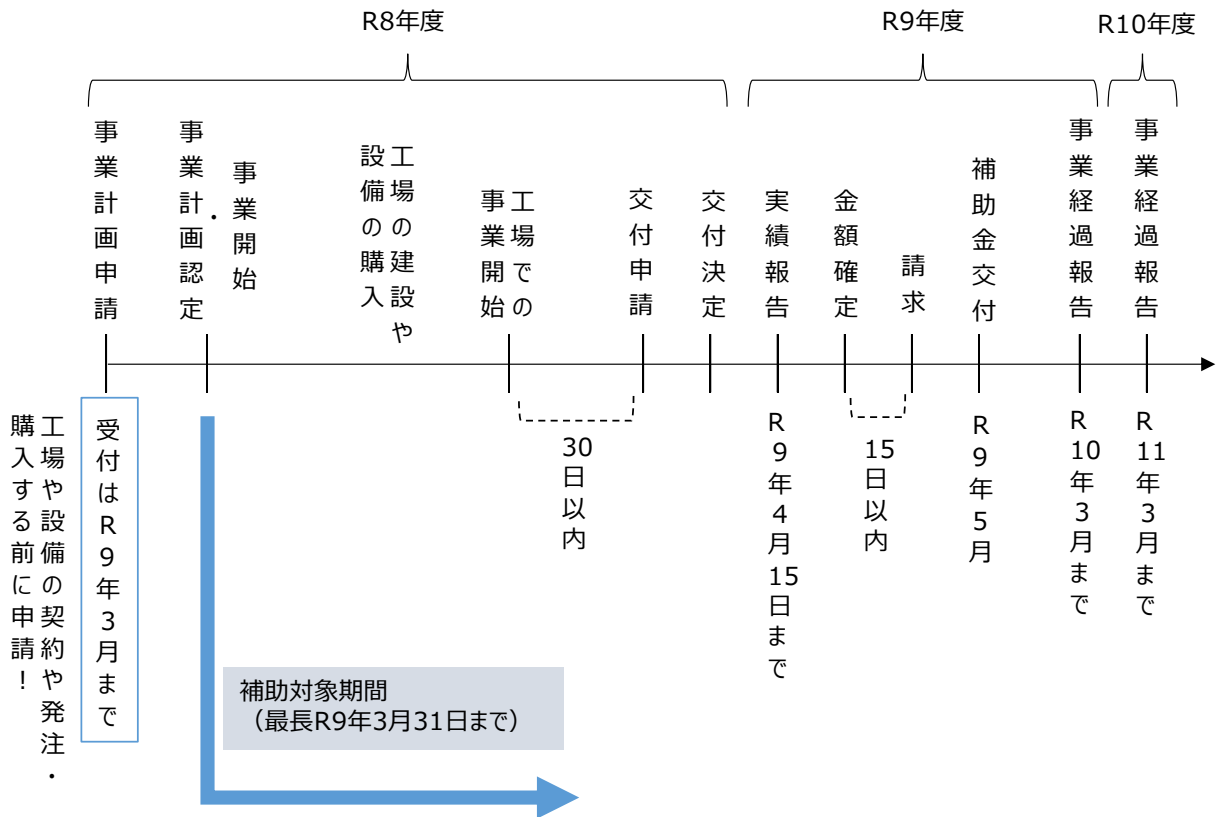 R8年度
R9年度
R10年度
事業計画申請
事業計画認定・
事業開始
工場の建設や
設備の購入
工場での
事業開始
交付申請
交付決定
実績報告
金額確定
請求
補助金交付
事業経過報告
事業経過報告
工場や設備の契約や発注・
購入する前に申請！
受付はR9年3月まで
30日以内
R9年4月15日まで
15日以内
R9年5月
R10年3月まで
R11年3月まで
補助対象期間
（最長R9年3月31日まで）